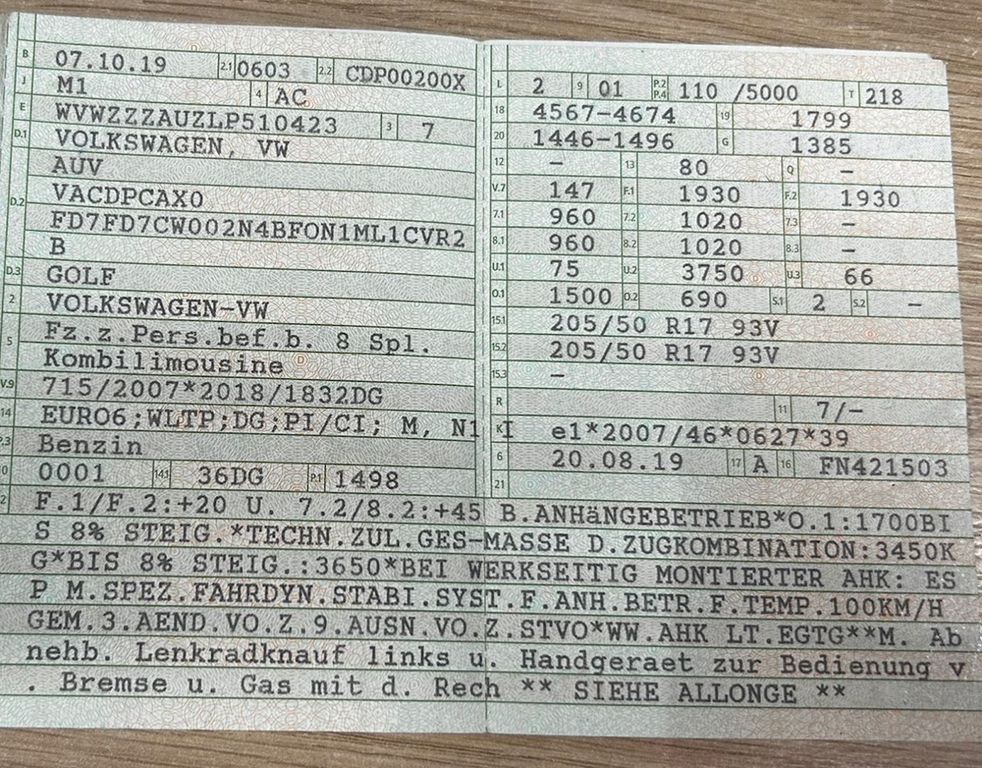 B 07.10.19 2.1 0603 2.2 CDP00200X
J M1 4 AC
E WVWZZZAUZLP510423 3 7
D.1 VOLKSWAGEN, VW
AUV
D.2 VACDPCAX0
FD7FD7CW002N4BFON1ML1CVR2
B
D.3 GOLF
2 VOLKSWAGEN-VW
5 Fz.z.Pers.bef.b. 8 Spl.
Kombilimousine
V.9 715/2007*2018/1832DG
14 EURO6;WLTP;DG;PI/CI; M, N1 I
P.3 Benzin
10 0001 14.1 36DG P.1 1498
L 2 9 01 P.2 P.4 110 /5000 T 218
18 4567-4674 19 1799
20 1446-1496 G 1385
12 – 13 80 Q –
V.7 147 F.1 1930 F.2 1930
7.1 960 7.2 1020 7.3 –
8.1 960 8.2 1020 8.3 –
U.1 75 U.2 3750 U.3 66
O.1 1500 O.2 690 S.1 2 S.2 –
15.1 205/50 R17 93V
15.2 205/50 R17 93V
15.3 –
R 11 7/–
K e1*2007/46*0627*39
6 20.08.19 17 A 16 FN421503
21
22 F.1/F.2:+20 U. 7.2/8.2:+45 B.ANHäNGEBETRIEB*O.1:1700BI
S 8% STEIG.*TECHN.ZUL.GES-MASSE D.ZUGKOMBINATION:3450K
G*BIS 8% STEIG.:3650*BEI WERKSEITIG MONTIERTER AHK: ES
P M.SPEZ.FAHRDYN.STABI.SYST.F.ANH.BETR.F.TEMP.100KM/H
GEM.3.AEND.VO.Z.9.AUSN.VO.Z.STVO*WW.AHK LT.EGTG**M. Ab
nehb. Lenkradknauf links u. Handgeraet zur Bedienung v
. Bremse u. Gas mit d. Rech ** SIEHE ALLONGE **